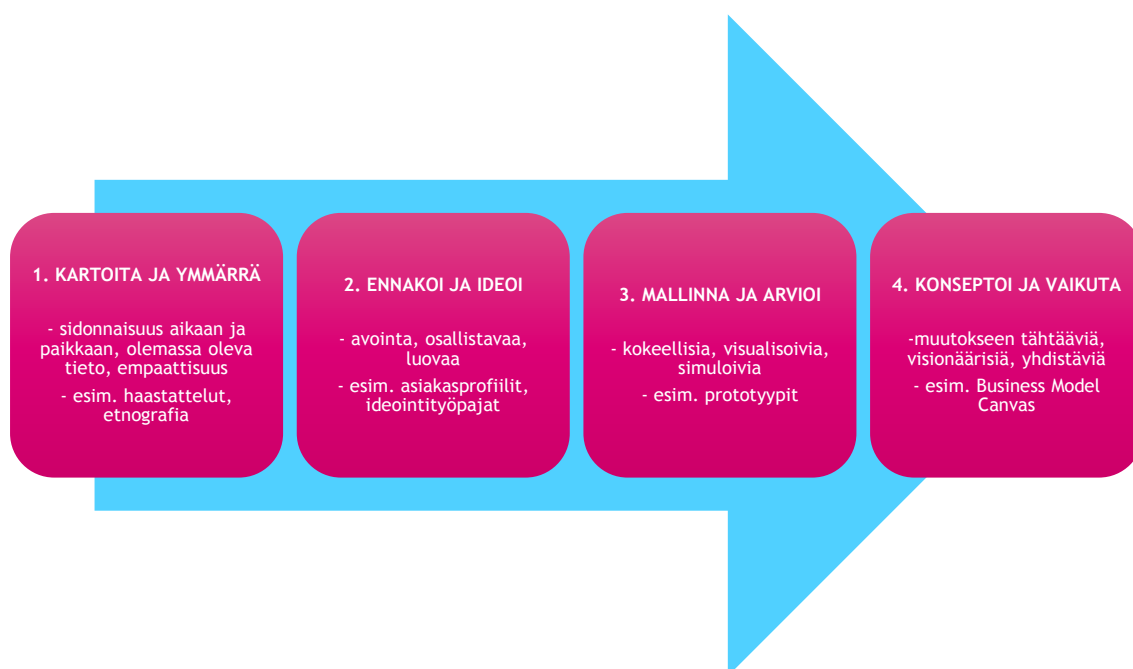 1. KARTOITA JA YMMÄRRÄ
- sidonnaisuus aikaan ja
paikkaan, olemassa oleva
tieto, empaattisuus
- esim. haastattelut,
etnografia
2. ENNAKOI JA IDEOI
- avointa, osallistavaa,
luovaa
- esim. asiakasprofiilit,
ideointityöpajat
3. MALLINNA JA ARVIOI
- kokeellisia, visualisoivia,
simuloivia
- esim. prototyypit
4. KONSEPTOI JA VAIKUTA
-muutokseen tähtääviä,
visionäärisiä, yhdistäviä
- esim. Business Model
Canvas